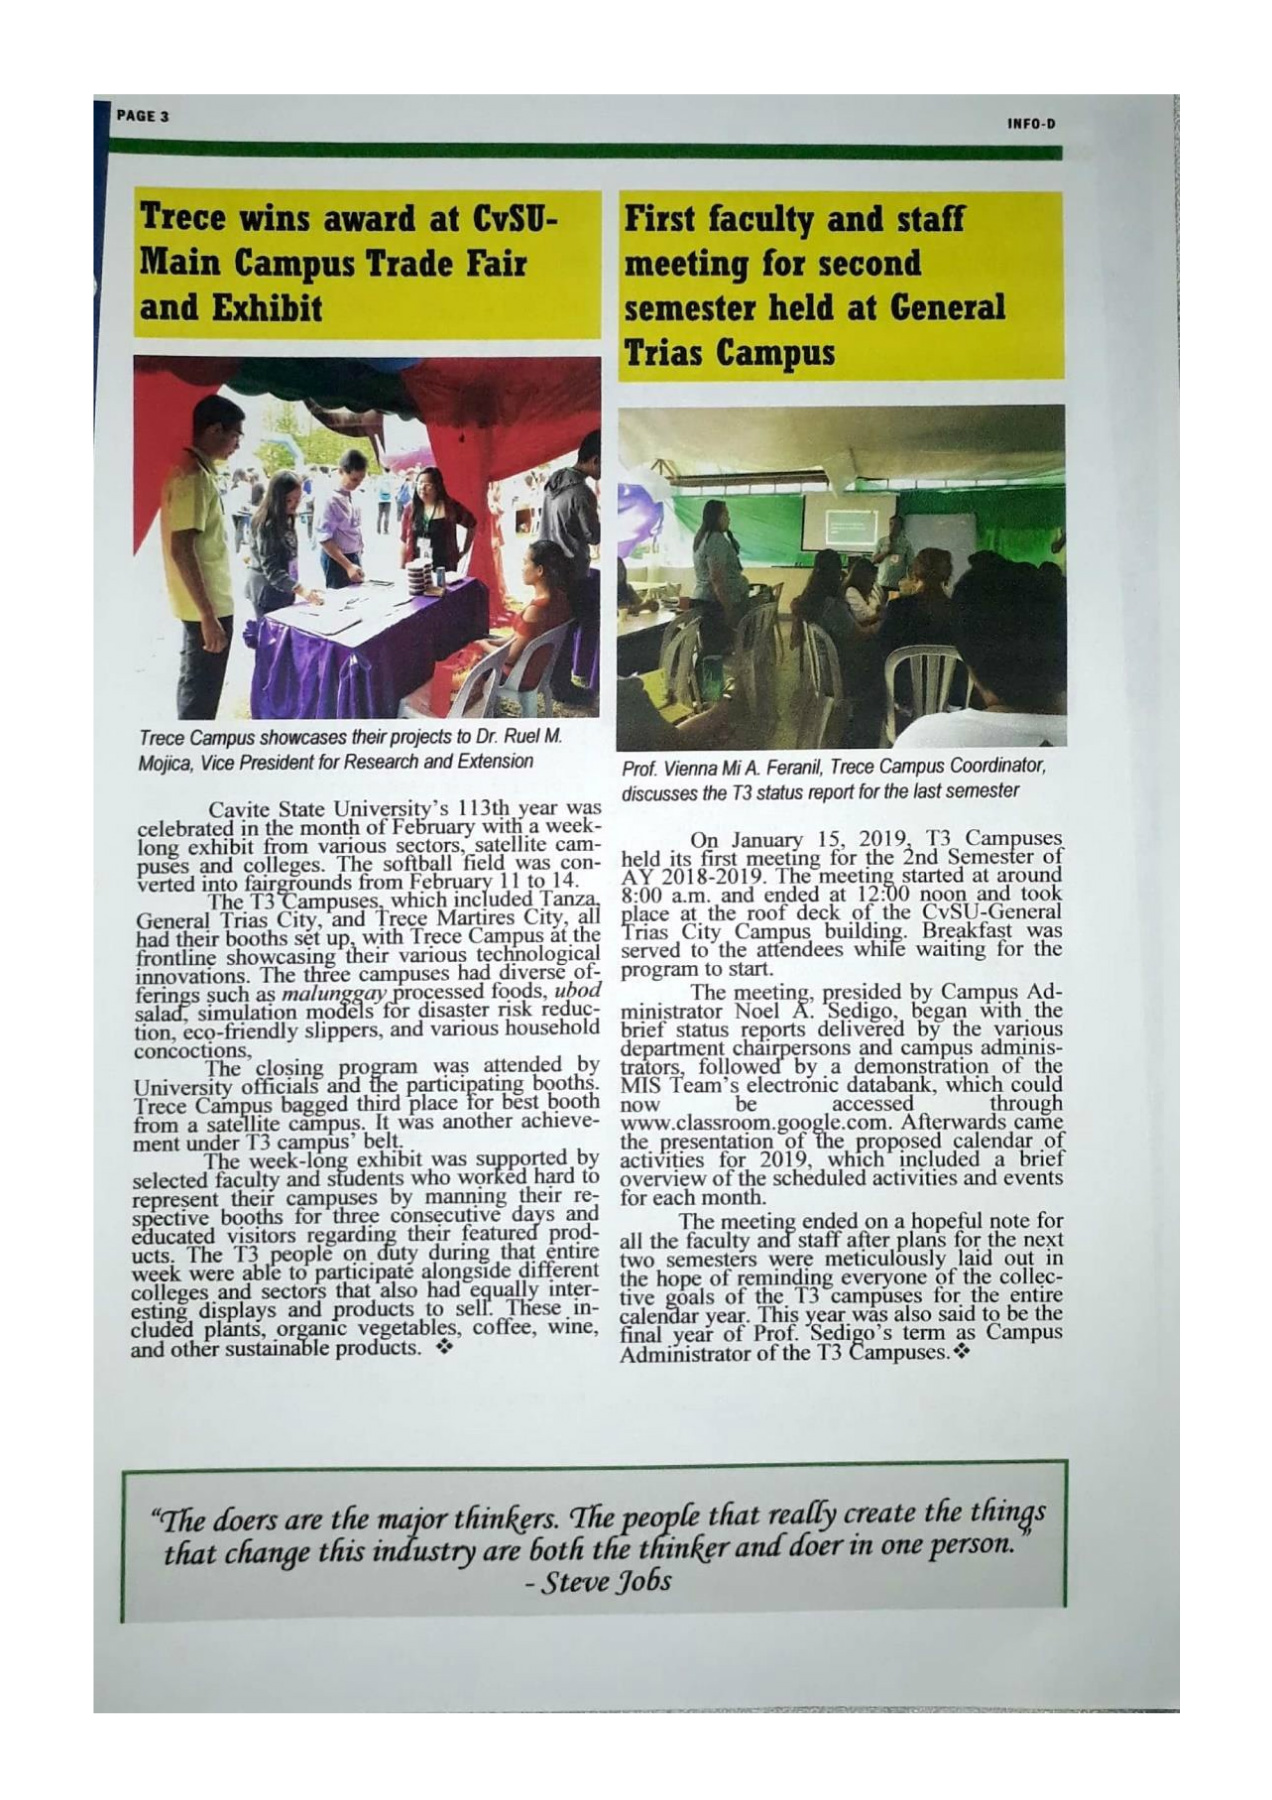 PAGE 3
INFO-D
Trece wins award at CvSU-
Main Campus Trade Fair
and Exhibit
Trece Campus showcases their projects to Dr. Ruel M.
Mojica, Vice President for Research and Extension
Cavite State University's 113th year was
celebrated in the month of February with a week-
long exhibit from various sectors, satellite cam-
puses and colleges. The softball field was con-
verted into fairgrounds from February 11 to 14.
The T3 Campuses, which included Tanza,
General Trias City, and Trece Martires City, all
had their booths set up, with Trece Campus at the
frontline showcasing their various technological
innovations. The three campuses had diverse of-
ferings such as malunggay processed foods, ubod
salad, simulation models for disaster risk reduc-
tion, eco-friendly slippers, and various household
concoctions,
The closing program was attended by
University officials and the participating booths.
Trece Campus bagged third place for best booth
from a satellite campus. It was another achieve-
ment under T3 campus' belt.
The week-long exhibit was supported by
selected faculty and students who worked hard to
represent their campuses by manning their re-
spective booths for three consecutive days and
educated visitors regarding their featured prod-
ucts. The T3 people on duty during that entire
week were able to participate alongside different
colleges and sectors that also had equally inter-
esting displays and products to sell. These in-
cluded plants, organic vegetables, coffee, wine,
and other sustainable products. ❖
First faculty and staff
meeting for second
semester held at General
Trias Campus
Prof. Vienna Mi A. Feranil, Trece Campus Coordinator,
discusses the T3 status report for the last semester
On January 15, 2019, T3 Campuses
held its first meeting for the 2nd Semester of
AY 2018-2019. The meeting started at around
8:00 a.m. and ended at 12:00 noon and took
place at the roof deck of the CvSU-General
Trias City Campus building. Breakfast was
served to the attendees while waiting for the
program to start.
The meeting, presided by Campus Ad-
ministrator Noel A. Sedigo, began with the
brief status reports delivered by the various
department chairpersons and campus adminis-
trators, followed by a demonstration of the
MIS Team's electronic databank, which could
now be accessed through
www.classroom.google.com. Afterwards came
the presentation of the proposed calendar of
activities for 2019, which included a brief
overview of the scheduled activities and events
for each month.
The meeting ended on a hopeful note for
all the faculty and staff after plans for the next
two semesters were meticulously laid out in
the hope of reminding everyone of the collec-
tive goals of the T3 campuses for the entire
calendar year. This year was also said to be the
final year of Prof. Sedigo's term as Campus
Administrator of the T3 Campuses.❖
"The doers are the major thinkers. The people that really create the things
that change this industry are both the thinker and doer in one person."
- Steve Jobs